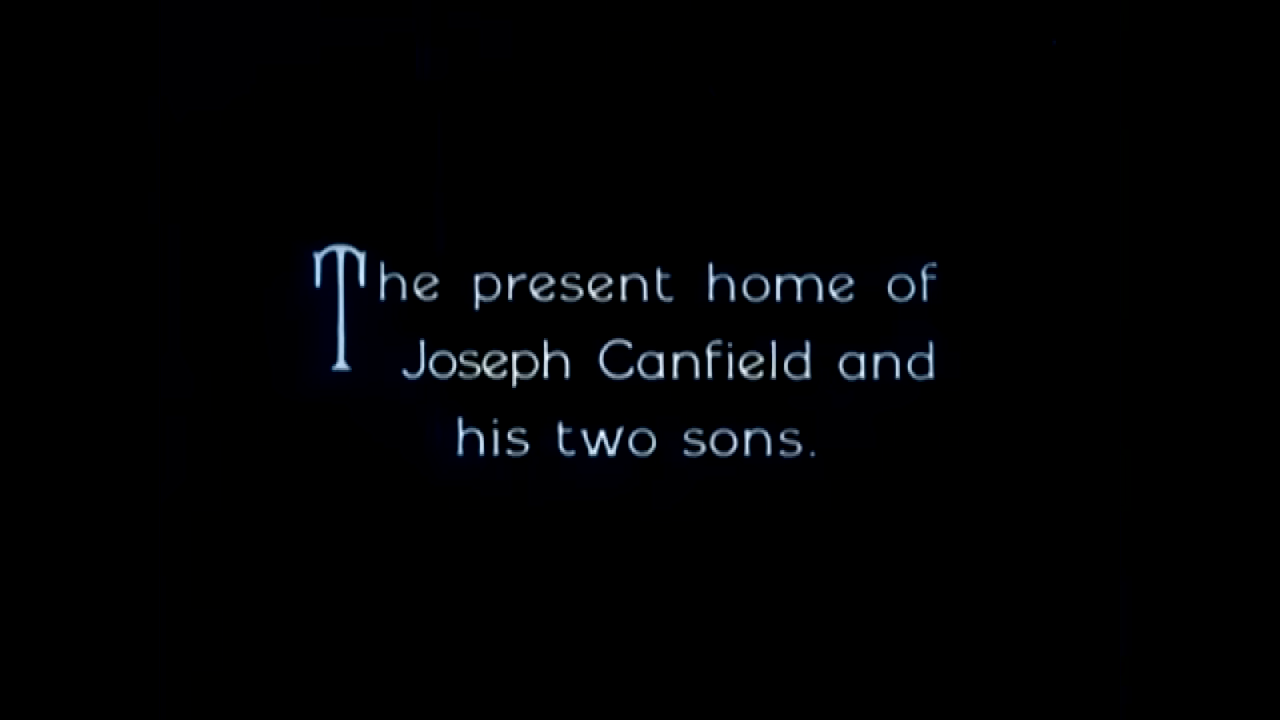 The present home of
Joseph Canfield and
his two sons.